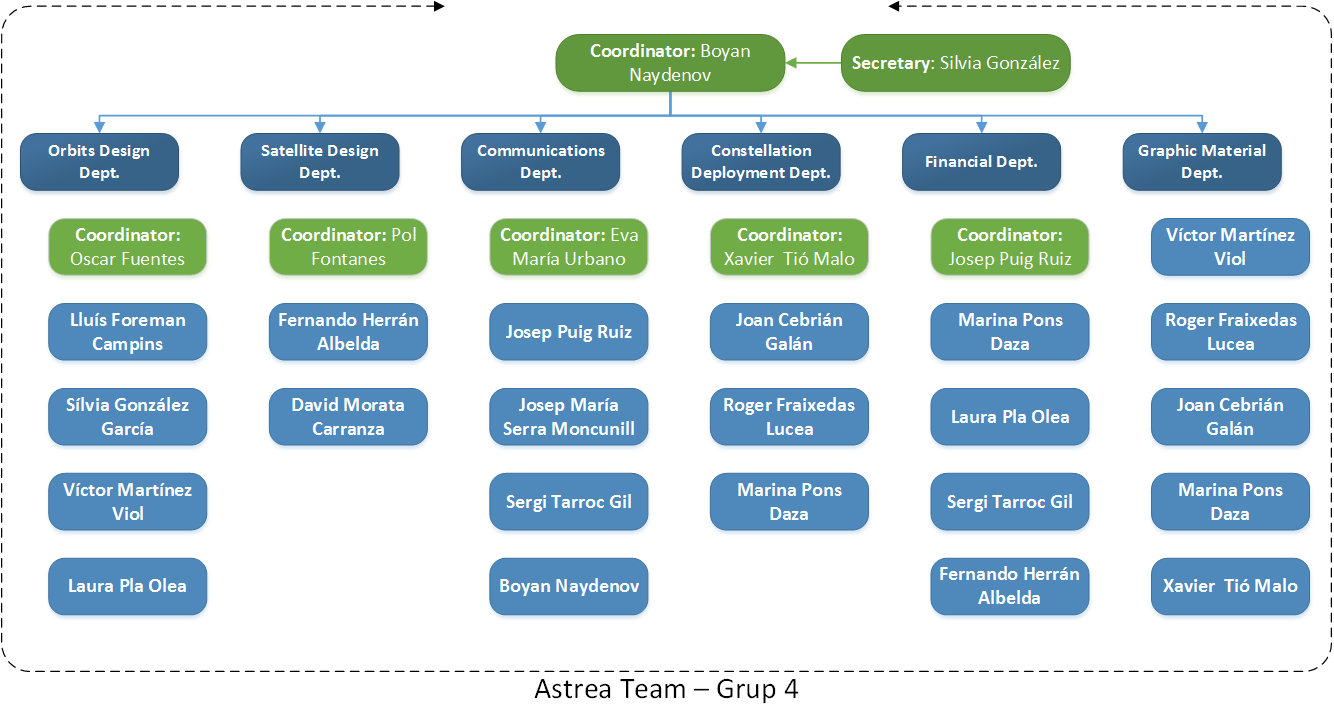 Coordinator: Boyan
Naydenov
Secretary: Silvia González
Orbits Design
Dept.
Satellite Design
Dept.
Communications
Dept.
Constellation
Deployment Dept.
Financial Dept.
Graphic Material
Dept.
Coordinator:
Oscar Fuentes
Coordinator: Pol
Fontanes
Coordinator: Eva
María Urbano
Coordinator:
Xavier  Tió Malo
Coordinator:
Josep Puig Ruiz
Víctor Martínez
Viol
Lluís Foreman
Campins
Fernando Herrán
Albelda
Josep Puig Ruiz
Joan Cebrián
Galán
Marina Pons
Daza
Roger Fraixedas
Lucea
Sílvia González
García
David Morata
Carranza
Josep María
Serra Moncunill
Roger Fraixedas
Lucea
Laura Pla Olea
Joan Cebrián
Galán
Víctor Martínez
Viol
Sergi Tarroc Gil
Marina Pons
Daza
Sergi Tarroc Gil
Marina Pons
Daza
Laura Pla Olea
Boyan Naydenov
Fernando Herrán
Albelda
Xavier  Tió Malo
Astrea Team – Grup 4